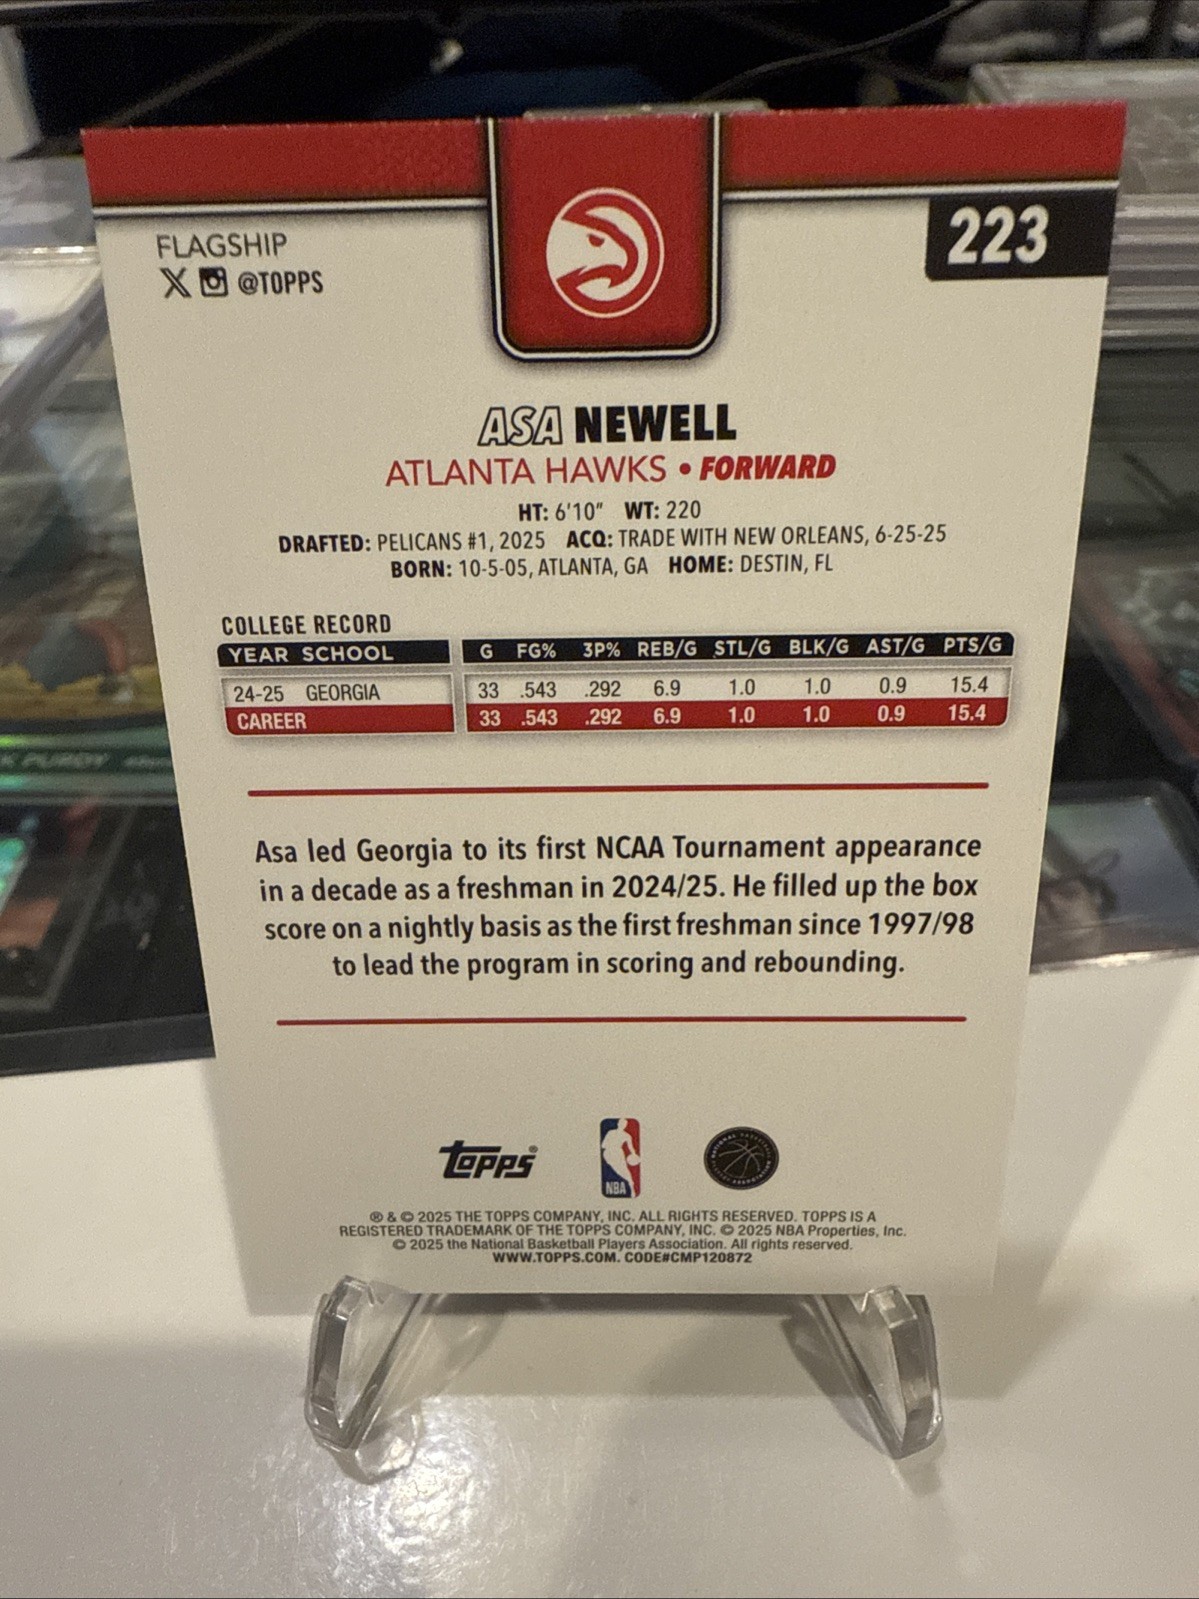 FLAGSHIP
223
X @TOPPS
ASA NEWELL
ATLANTA HAWKS • FORWARD
HT: 6'10" WT: 220
DRAFTED: PELICANS #1, 2025 ACQ: TRADE WITH NEW ORLEANS, 6-25-25
BORN: 10-5-05, ATLANTA, GA HOME: DESTIN, FL
COLLEGE RECORD
YEAR SCHOOL G FG% 3P% REB/G STL/G BLK/G AST/G PTS/G
24-25 GEORGIA 33 .543 .292 6.9 1.0 1.0 0.9 15.4
CAREER 33 .543 .292 6.9 1.0 1.0 0.9 15.4
Asa led Georgia to its first NCAA Tournament appearance
in a decade as a freshman in 2024/25. He filled up the box
score on a nightly basis as the first freshman since 1997/98
to lead the program in scoring and rebounding.
Topps®
NBA
® & © 2025 THE TOPPS COMPANY, INC. ALL RIGHTS RESERVED. TOPPS IS A
REGISTERED TRADEMARK OF THE TOPPS COMPANY, INC. © 2025 NBA Properties, Inc.
© 2025 the National Basketball Players Association. All rights reserved.
WWW.TOPPS.COM. CODE#CMP120872
PURDY